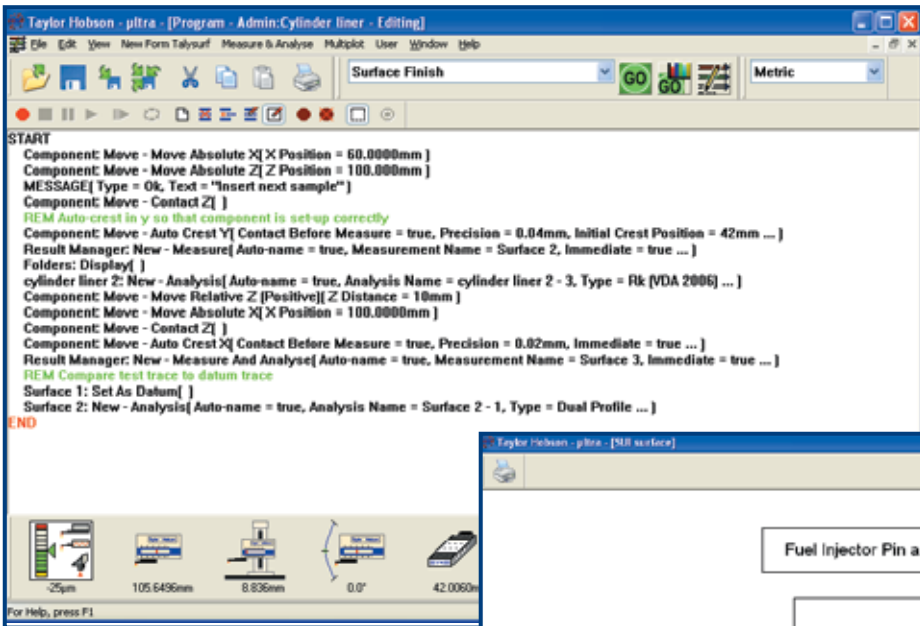 Taylor Hobson - µltra - [Program - Admin:Cylinder liner - Editing]
File Edit View New Form Talysurf Measure & Analyse Multiplot User Window Help
Surface Finish GO GO Metric
START
Component: Move - Move Absolute X[ X Position = 60.0000mm ]
Component: Move - Move Absolute Z[ Z Position = 100.000mm ]
MESSAGE[ Type = Ok, Text = "Insert next sample" ]
Component: Move - Contact Z[ ]
REM Auto-crest in y so that component is set-up correctly
Component: Move - Auto Crest Y[ Contact Before Measure = true, Precision = 0.04mm, Initial Crest Position = 42mm ... ]
Result Manager: New - Measure[ Auto-name = true, Measurement Name = Surface 2, Immediate = true ... ]
Folders: Display[ ]
cylinder liner 2: New - Analysis[ Auto-name = true, Analysis Name = cylinder liner 2 - 3, Type = Rk (VDA 2006) ... ]
Component: Move - Move Relative Z (Positive)[ Z Distance = 10mm ]
Component: Move - Move Absolute X[ X Position = 100.0000mm ]
Component: Move - Contact Z[ ]
Component: Move - Auto Crest X[ Contact Before Measure = true, Precision = 0.02mm, Immediate = true ... ]
Result Manager: New - Measure And Analyse[ Auto-name = true, Measurement Name = Surface 3, Immediate = true ... ]
REM Compare test trace to datum trace
Surface 1: Set As Datum[ ]
Surface 2: New - Analysis[ Auto-name = true, Analysis Name = Surface 2 - 1, Type = Dual Profile ... ]
END
Taylor Hobson - µltra - [SUI surface]
Fuel Injector Pin a
-25µm 105.6496mm 8.836mm 0.0° 42.0060m
For Help, press F1